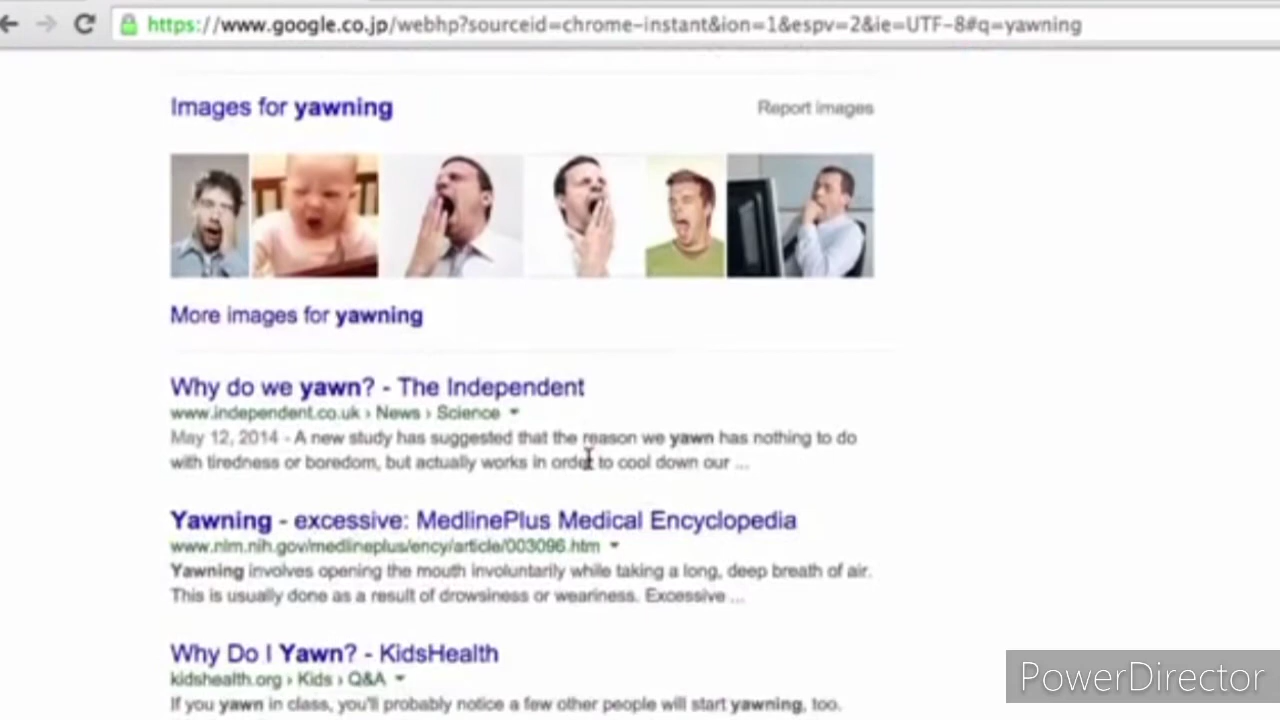 https://www.google.co.jp/webhp?sourceid=chrome-instant&ion=1&espv=2&ie=UTF-8#q=yawning
Images for yawning
Report images
More images for yawning
Why do we yawn? - The Independent
www.independent.co.uk › News › Science
May 12, 2014 - A new study has suggested that the reason we yawn has nothing to do
with tiredness or boredom, but actually works in order to cool down our ...
Yawning - excessive: MedlinePlus Medical Encyclopedia
www.nlm.nih.gov/medlineplus/ency/article/003096.htm
Yawning involves opening the mouth involuntarily while taking a long, deep breath of air.
This is usually done as a result of drowsiness or weariness. Excessive ...
Why Do I Yawn? - KidsHealth
kidshealth.org › Kids › Q&A
If you yawn in class, you'll probably notice a few other people will start yawning, too.
PowerDirector